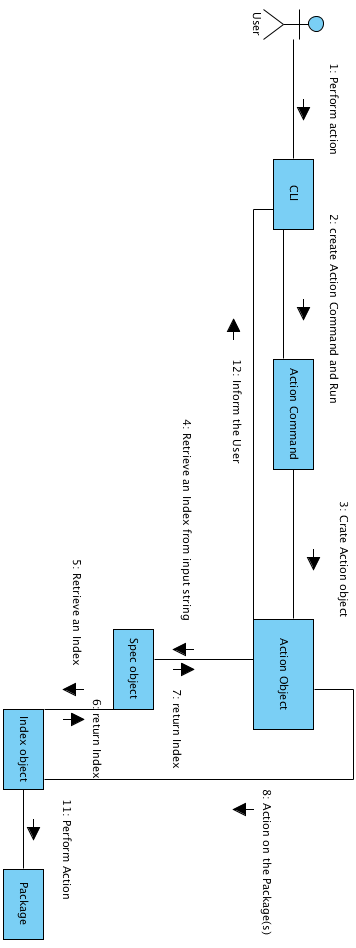 User
1: Perform action
CLI
2: create Action Command and Run
Action Command
3: Crate Action object
Action Object
4: Retrieve an Index from input string
Spec object
5: Retrieve an Index
Index object
6: return Index
7: return Index
8: Action on the Package(s)
11: Perform Action
Package
12: Inform the User